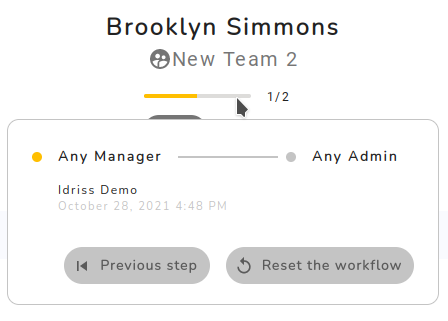 Brooklyn Simmons
New Team 2
1/2
Any Manager Any Admin
Idriss Demo
October 28, 2021 4:48 PM
Previous step Reset the workflow